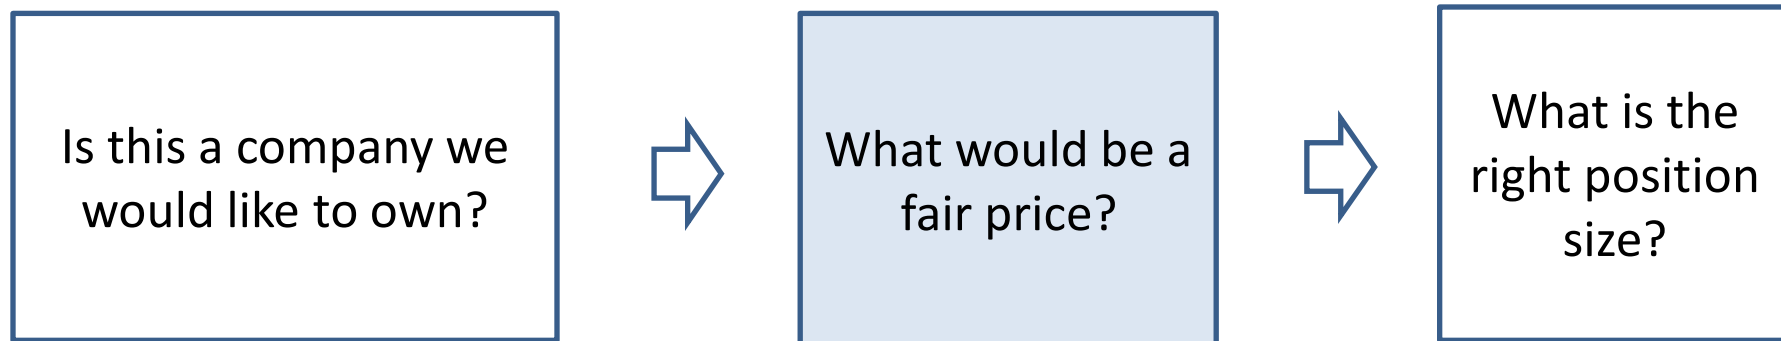 Is this a company we
would like to own?
What would be a
fair price?
What is the
right position
size?